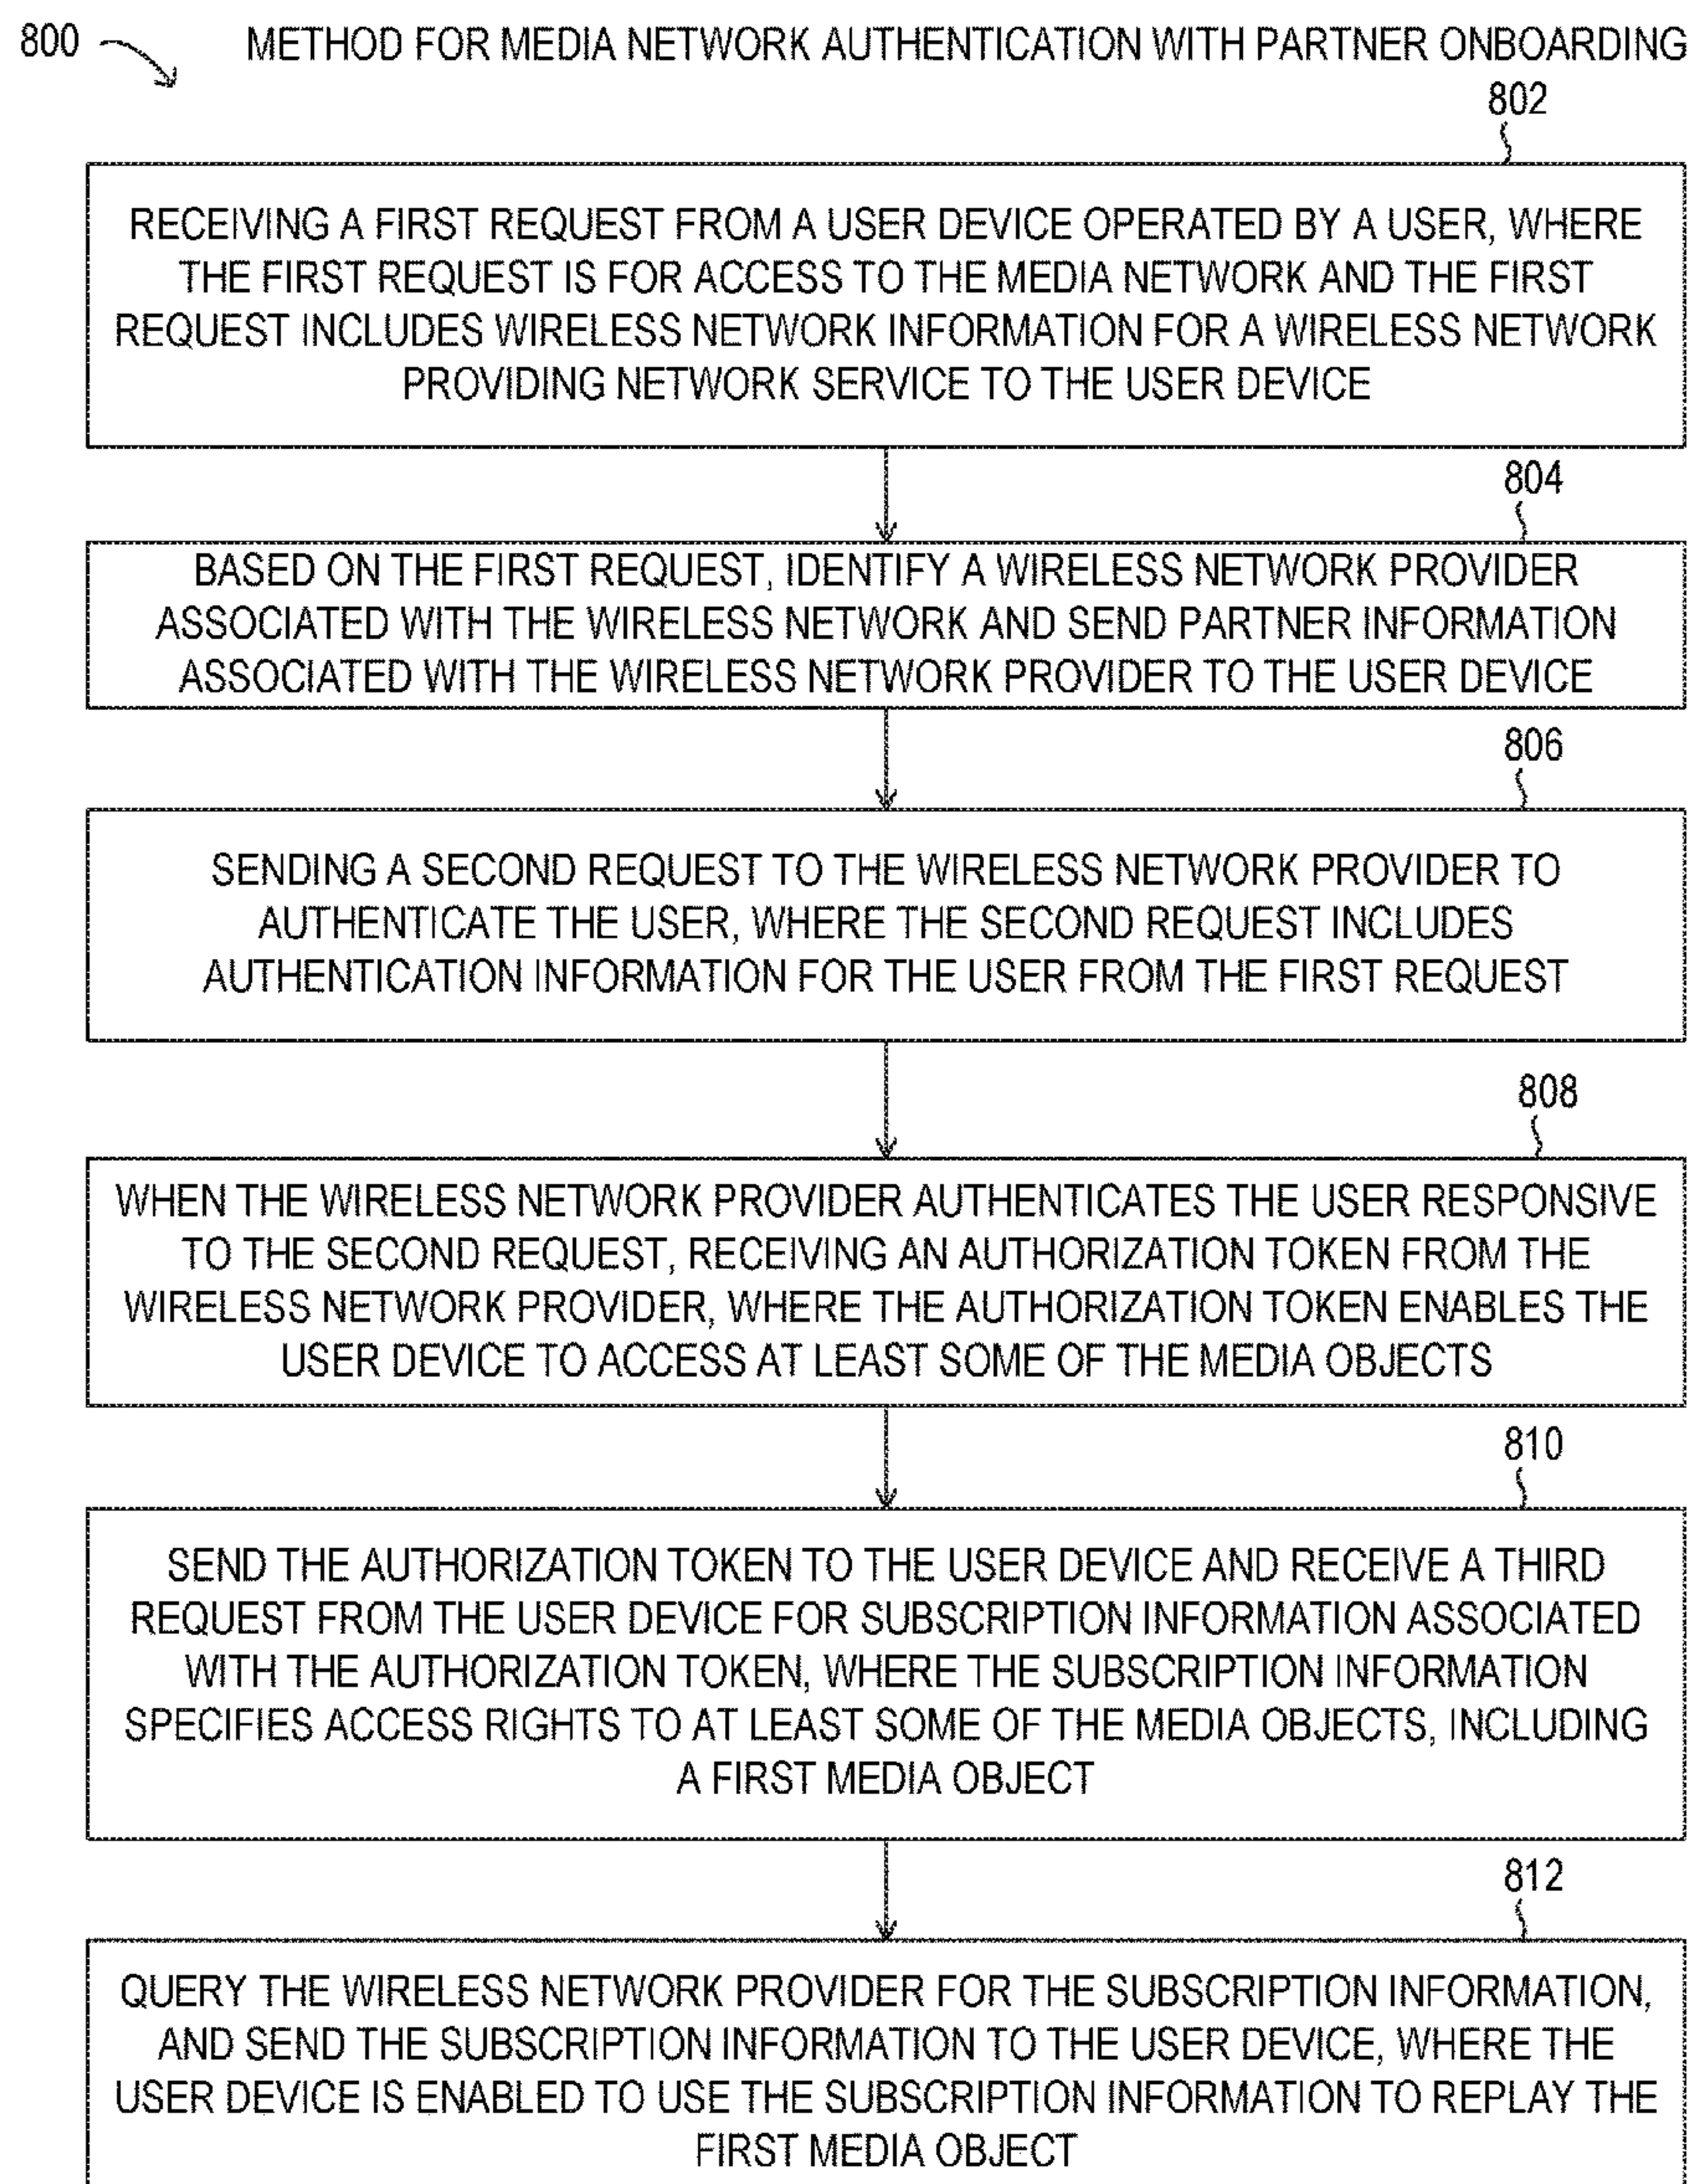 800 METHOD FOR MEDIA NETWORK AUTHENTICATION WITH PARTNER ONBOARDING
802
RECEIVING A FIRST REQUEST FROM A USER DEVICE OPERATED BY A USER, WHERE
THE FIRST REQUEST IS FOR ACCESS TO THE MEDIA NETWORK AND THE FIRST
REQUEST INCLUDES WIRELESS NETWORK INFORMATION FOR A WIRELESS NETWORK
PROVIDING NETWORK SERVICE TO THE USER DEVICE
804
BASED ON THE FIRST REQUEST, IDENTIFY A WIRELESS NETWORK PROVIDER
ASSOCIATED WITH THE WIRELESS NETWORK AND SEND PARTNER INFORMATION
ASSOCIATED WITH THE WIRELESS NETWORK PROVIDER TO THE USER DEVICE
806
SENDING A SECOND REQUEST TO THE WIRELESS NETWORK PROVIDER TO
AUTHENTICATE THE USER, WHERE THE SECOND REQUEST INCLUDES
AUTHENTICATION INFORMATION FOR THE USER FROM THE FIRST REQUEST
808
WHEN THE WIRELESS NETWORK PROVIDER AUTHENTICATES THE USER RESPONSIVE
TO THE SECOND REQUEST, RECEIVING AN AUTHORIZATION TOKEN FROM THE
WIRELESS NETWORK PROVIDER, WHERE THE AUTHORIZATION TOKEN ENABLES THE
USER DEVICE TO ACCESS AT LEAST SOME OF THE MEDIA OBJECTS
810
SEND THE AUTHORIZATION TOKEN TO THE USER DEVICE AND RECEIVE A THIRD
REQUEST FROM THE USER DEVICE FOR SUBSCRIPTION INFORMATION ASSOCIATED
WITH THE AUTHORIZATION TOKEN, WHERE THE SUBSCRIPTION INFORMATION
SPECIFIES ACCESS RIGHTS TO AT LEAST SOME OF THE MEDIA OBJECTS, INCLUDING
A FIRST MEDIA OBJECT
812
QUERY THE WIRELESS NETWORK PROVIDER FOR THE SUBSCRIPTION INFORMATION,
AND SEND THE SUBSCRIPTION INFORMATION TO THE USER DEVICE, WHERE THE
USER DEVICE IS ENABLED TO USE THE SUBSCRIPTION INFORMATION TO REPLAY THE
FIRST MEDIA OBJECT